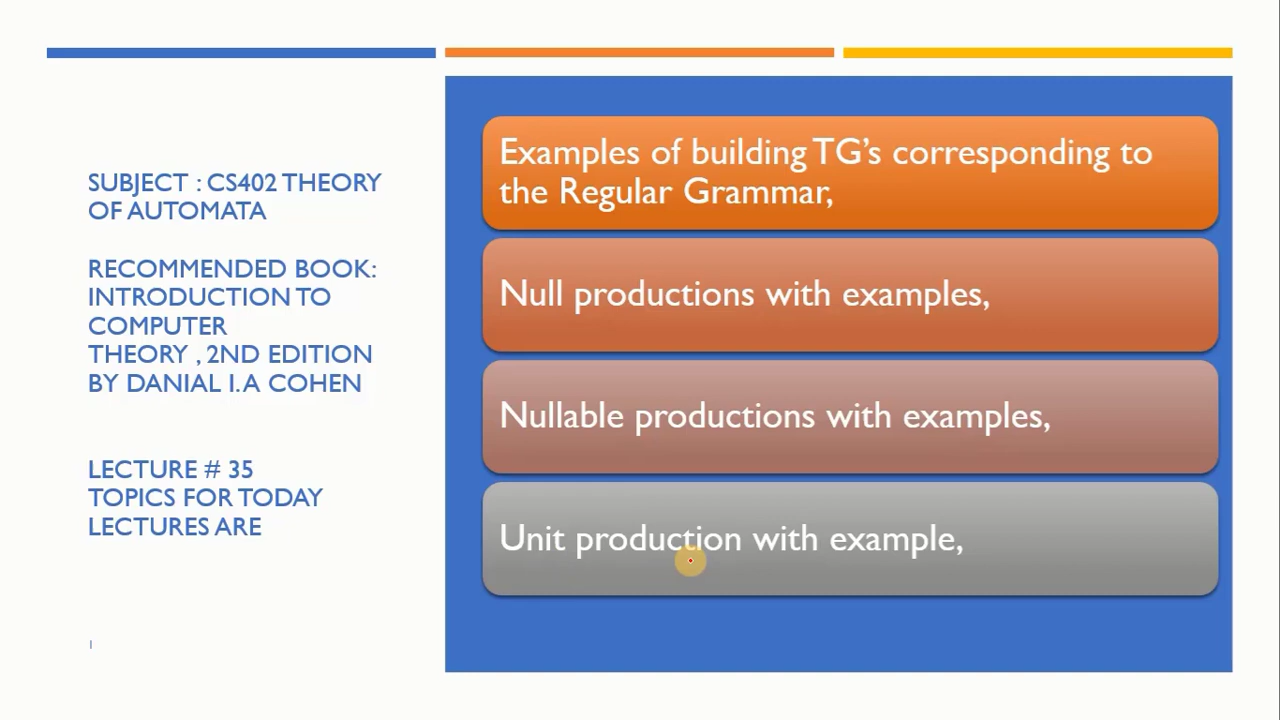 SUBJECT : CS402 THEORY
OF AUTOMATA
RECOMMENDED BOOK:
INTRODUCTION TO
COMPUTER
THEORY , 2ND EDITION
BY DANIAL I.A COHEN
LECTURE # 35
TOPICS FOR TODAY
LECTURES ARE
1
Examples of building TG’s corresponding to
the Regular Grammar,
Null productions with examples,
Nullable productions with examples,
Unit production with example,